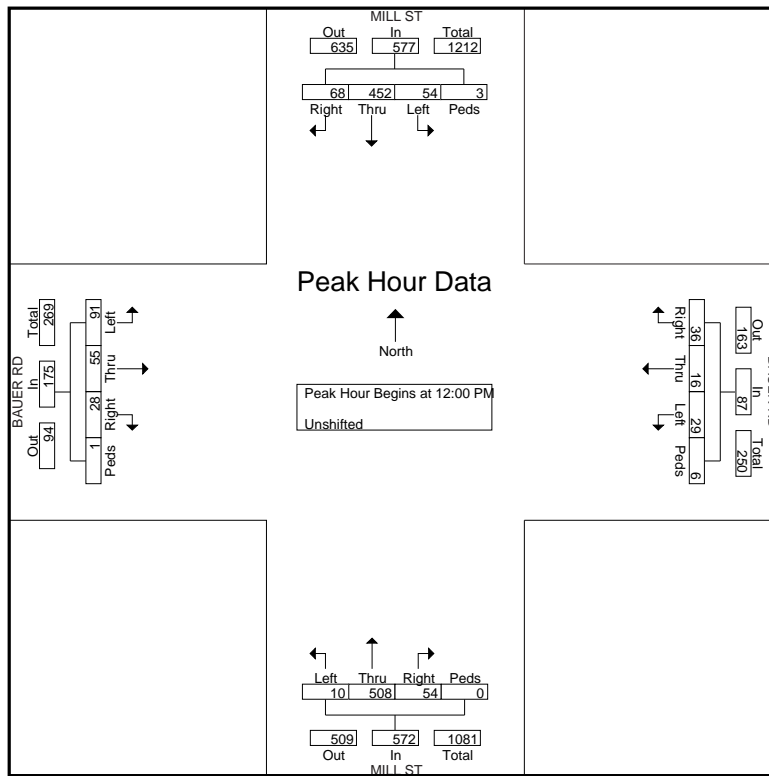 MILL ST
Out In Total
635 577 1212
68 452 54 3
Right Thru Left Peds
Peak Hour Data
North
Peak Hour Begins at 12:00 PM
Unshifted
BAUER RD
Out In Total
94 175 269
91 55 28 1
Left Thru Right Peds
Out In Total
163 87 250
36 16 29 6
Right Thru Left Peds
Left Thru Right Peds
10 508 54 0
509 572 1081
Out In Total
MILL ST